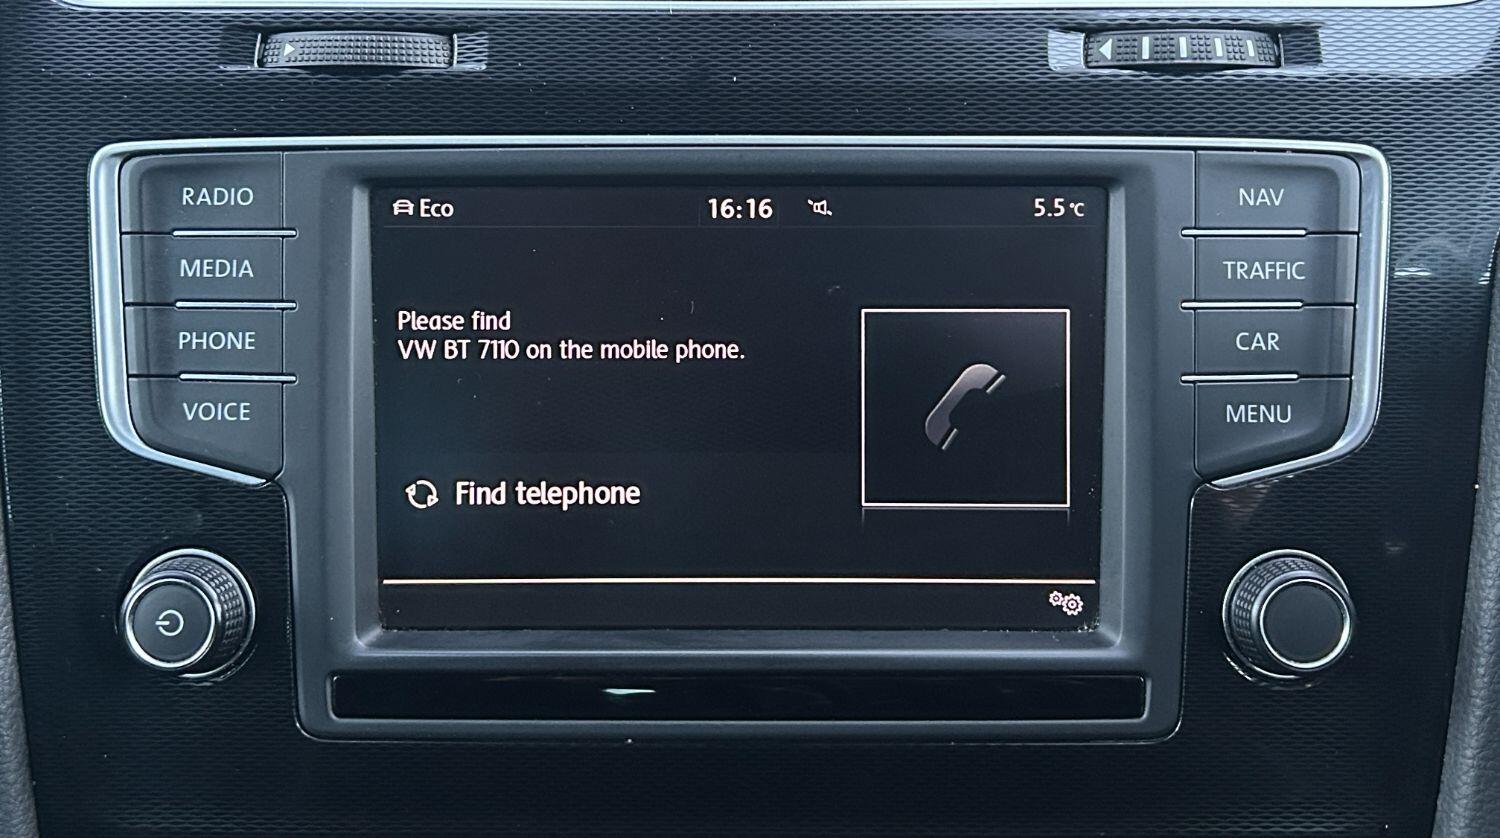 RADIO
MEDIA
PHONE
VOICE
Eco
16:16
5.5 °C
Please find
VW BT 7110 on the mobile phone.
Find telephone
NAV
TRAFFIC
CAR
MENU